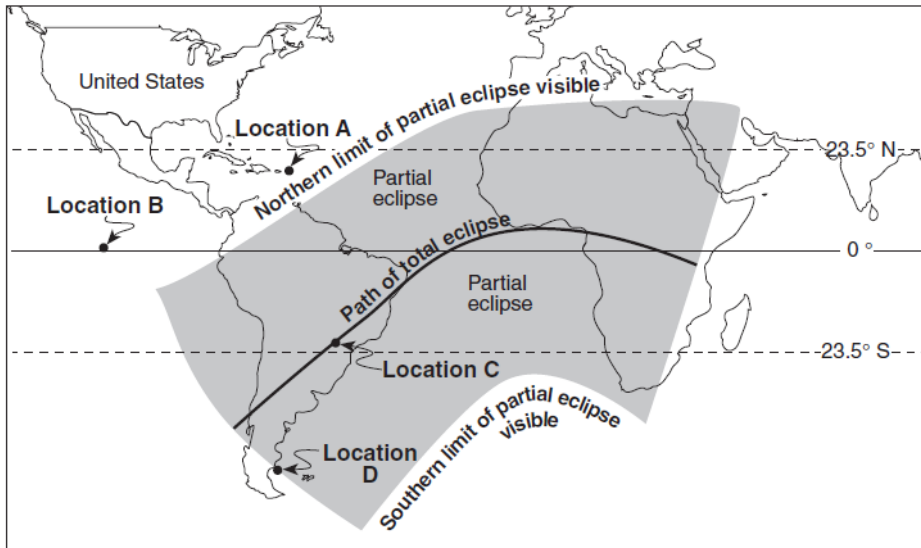 United States
Location A
Northern limit of partial eclipse visible
23.5° N
Partial
eclipse
Location B
Path of total eclipse
0°
Partial
eclipse
23.5° S
Location C
Location
D
Southern limit of partial eclipse
visible